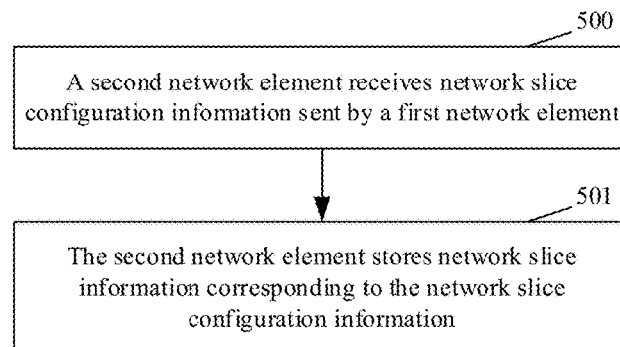 500
A second network element receives network slice
configuration information sent by a first network element
501
The second network element stores network slice
information corresponding to the network slice
configuration information